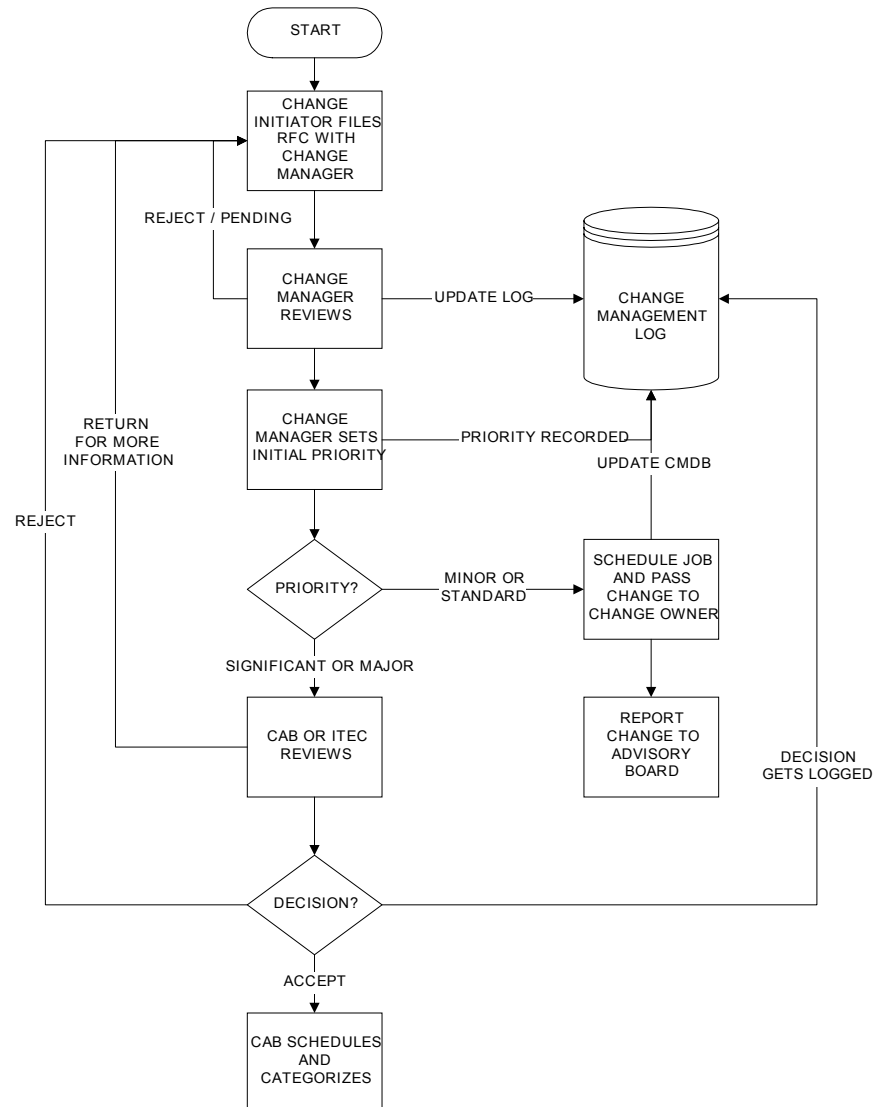 START
CHANGE
INITIATOR FILES
RFC WITH
CHANGE
MANAGER
REJECT / PENDING
CHANGE
MANAGER
REVIEWS
UPDATE LOG
CHANGE
MANAGEMENT
LOG
CHANGE
MANAGER SETS
INITIAL PRIORITY
PRIORITY RECORDED
RETURN
FOR MORE
INFORMATION
UPDATE CMDB
REJECT
PRIORITY?
MINOR OR
STANDARD
SCHEDULE JOB
AND PASS
CHANGE TO
CHANGE OWNER
SIGNIFICANT OR MAJOR
CAB OR ITEC
REVIEWS
REPORT
CHANGE TO
ADVISORY
BOARD
DECISION
GETS LOGGED
DECISION?
ACCEPT
CAB SCHEDULES
AND
CATEGORIZES